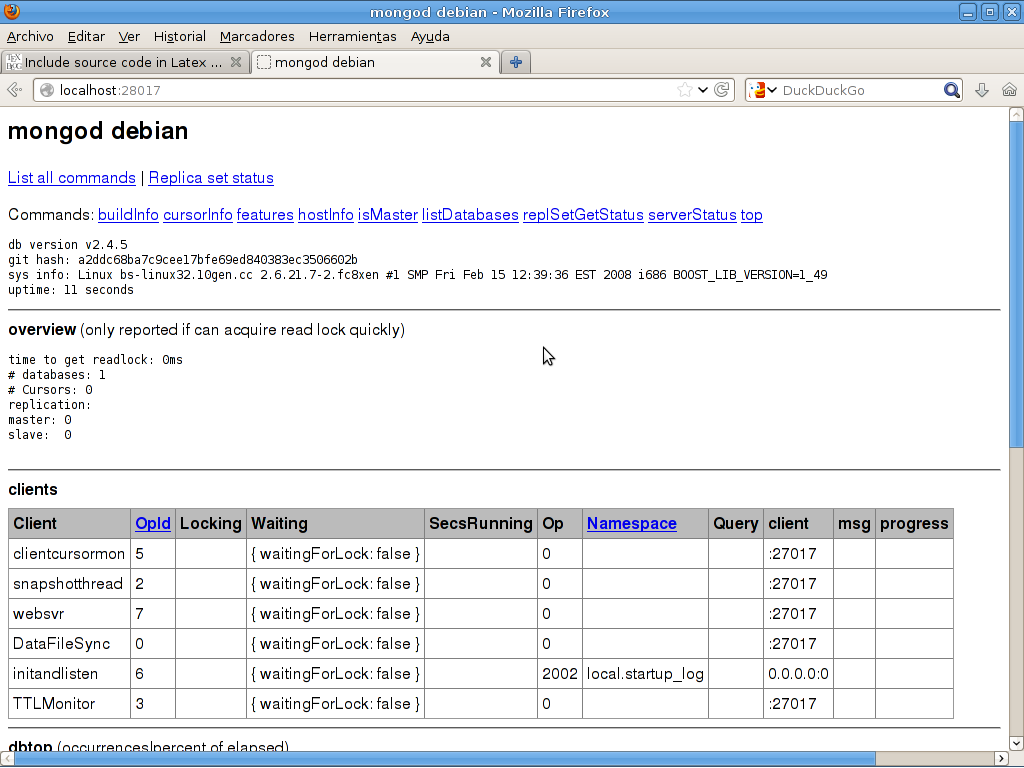 mongod debian - Mozilla Firefox
Archivo Editar Ver Historial Marcadores Herramientas Ayuda
Include source code in Latex ... mongod debian
localhost:28017 DuckDuckGo
mongod debian
List all commands | Replica set status
Commands: buildInfo cursorInfo features hostInfo isMaster listDatabases replSetGetStatus serverStatus top
db version v2.4.5
git hash: a2ddc68ba7c9cee17bfe69ed840383ec3506602b
sys info: Linux bs-linux32.10gen.cc 2.6.21.7-2.fc8xen #1 SMP Fri Feb 15 12:39:36 EST 2008 i686 BOOST_LIB_VERSION=1_49
uptime: 11 seconds
overview (only reported if can acquire read lock quickly)
time to get readlock: 0ms
# databases: 1
# Cursors: 0
replication:
master: 0
slave: 0
clients
Client OpId Locking Waiting SecsRunning Op Namespace Query client msg progress
clientcursormon 5 { waitingForLock: false } 0 :27017
snapshotthread 2 { waitingForLock: false } 0 :27017
websvr 7 { waitingForLock: false } 0 :27017
DataFileSync 0 { waitingForLock: false } 0 :27017
initandlisten 6 { waitingForLock: false } 2002 local.startup_log 0.0.0.0:0
TTLMonitor 3 { waitingForLock: false } 0 :27017
dbtop (occurrences|percent of elapsed)